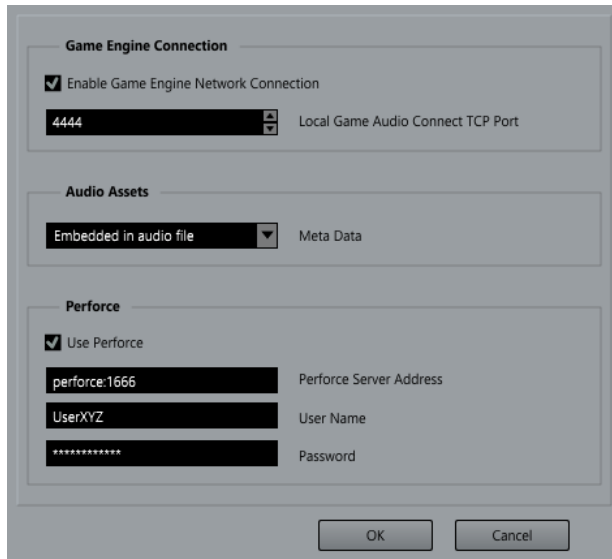 Game Engine Connection
Enable Game Engine Network Connection
4444 Local Game Audio Connect TCP Port
Audio Assets
Embedded in audio file Meta Data
Perforce
Use Perforce
perforce:1666 Perforce Server Address
UserXYZ User Name
************ Password
OK Cancel